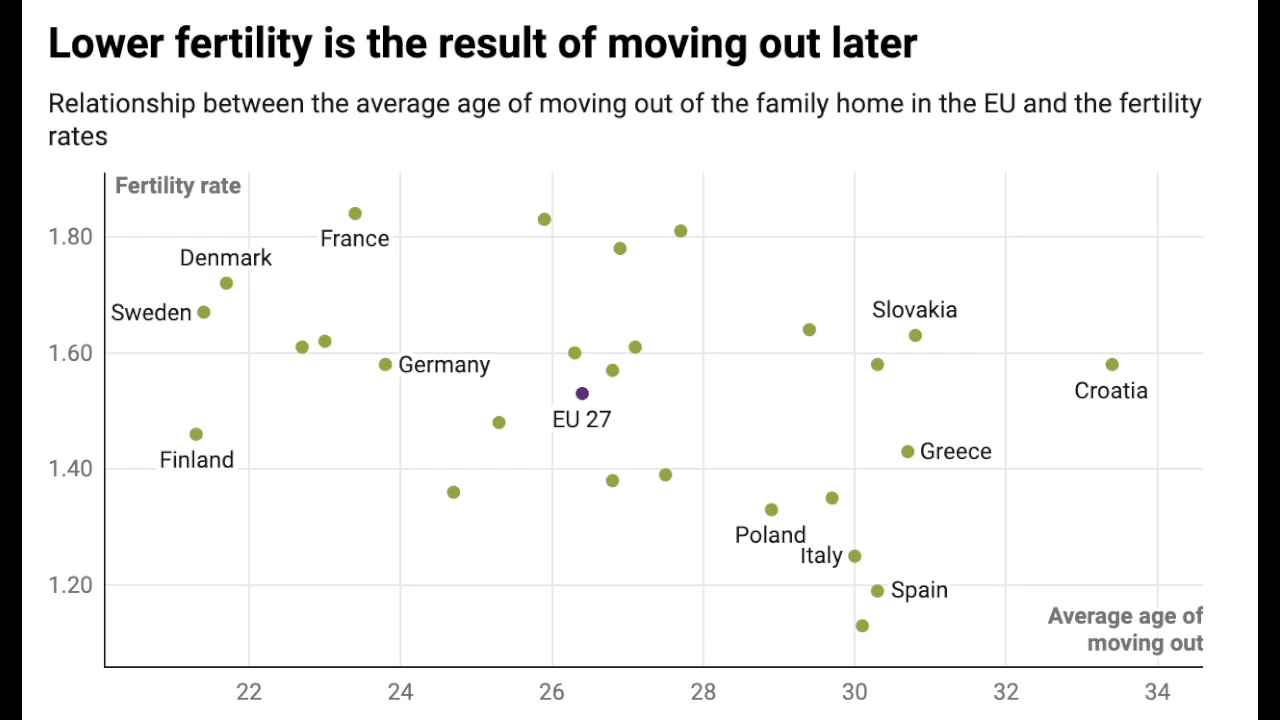 Lower fertility is the result of moving out later
Relationship between the average age of moving out of the family home in the EU and the fertility
rates
Fertility rate
1.80
France
Denmark
Sweden
Slovakia
1.60
Germany
Croatia
EU 27
Finland
Greece
1.40
Poland
Italy
1.20
Spain
Average age of
moving out
22
24
26
28
30
32
34